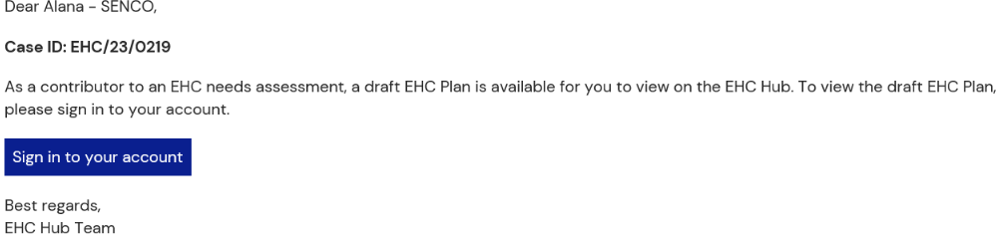 Dear Alana - SENCO,
Case ID: EHC/23/0219
As a contributor to an EHC needs assessment, a draft EHC Plan is available for you to view on the EHC Hub. To view the draft EHC Plan,
please sign in to your account.
Sign in to your account
Best regards,
EHC Hub Team